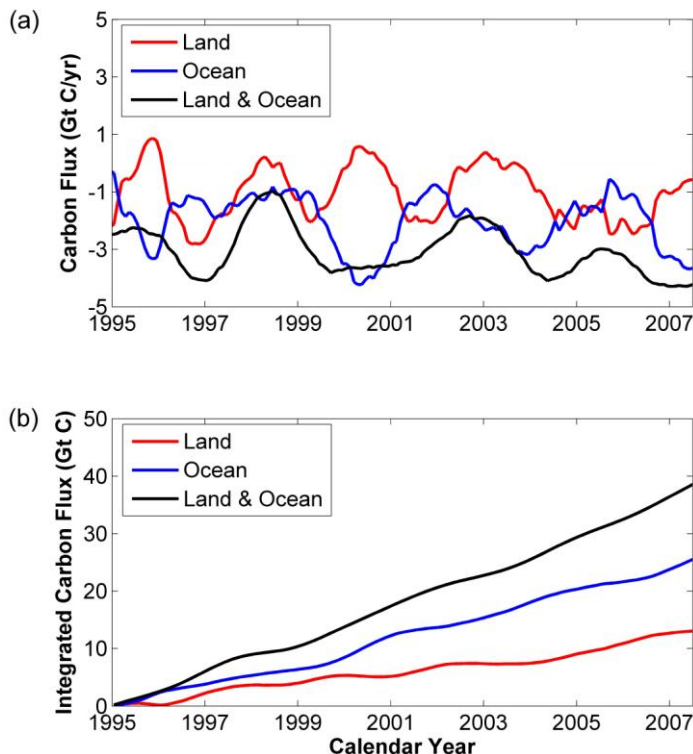 (a)
Carbon Flux (Gt C/yr)
5
3
1
-1
-3
-5
Land
Ocean
Land & Ocean
1995 1997 1999 2001 2003 2005 2007
(b)
Integrated Carbon Flux (Gt C)
50
40
30
20
10
0
Land
Ocean
Land & Ocean
1995 1997 1999 2001 2003 2005 2007
Calendar Year